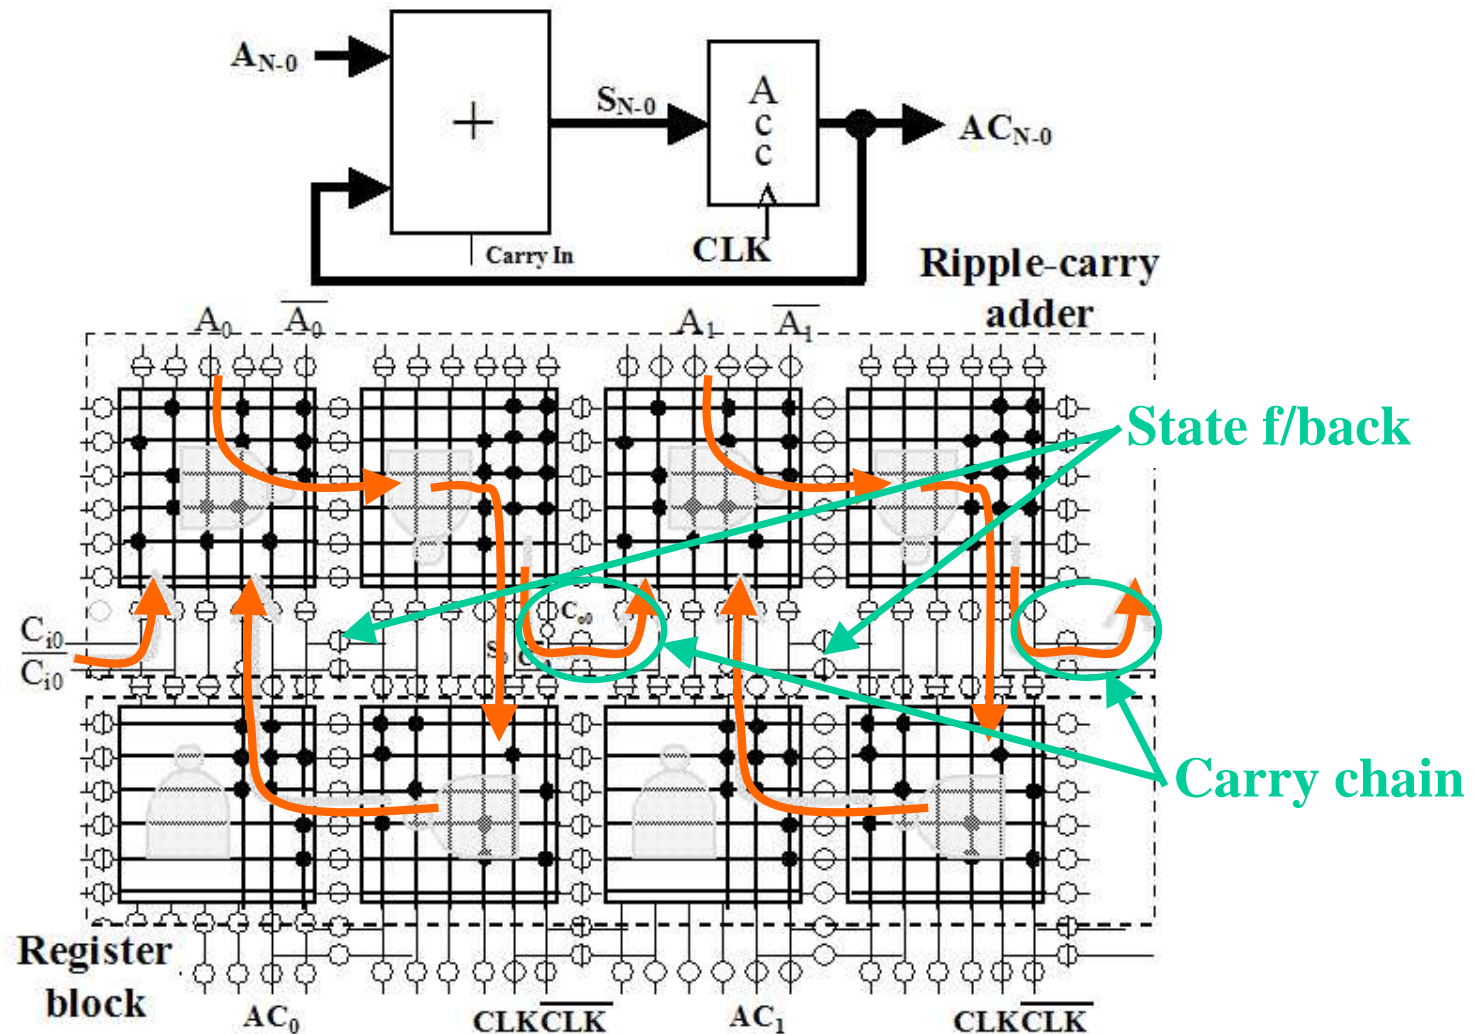 A_{N-0}
+
S_{N-0}
A
c
c
AC_{N-0}
Carry In
CLK
Ripple-carry
adder
A_0 \overline{A_0} A_1 \overline{A_1}
State f/back
C_{i0}
\overline{C_{i0}}
C_{o0}
Carry chain
Register
block
AC_0 CLK \overline{CLK} AC_1 CLK \overline{CLK}